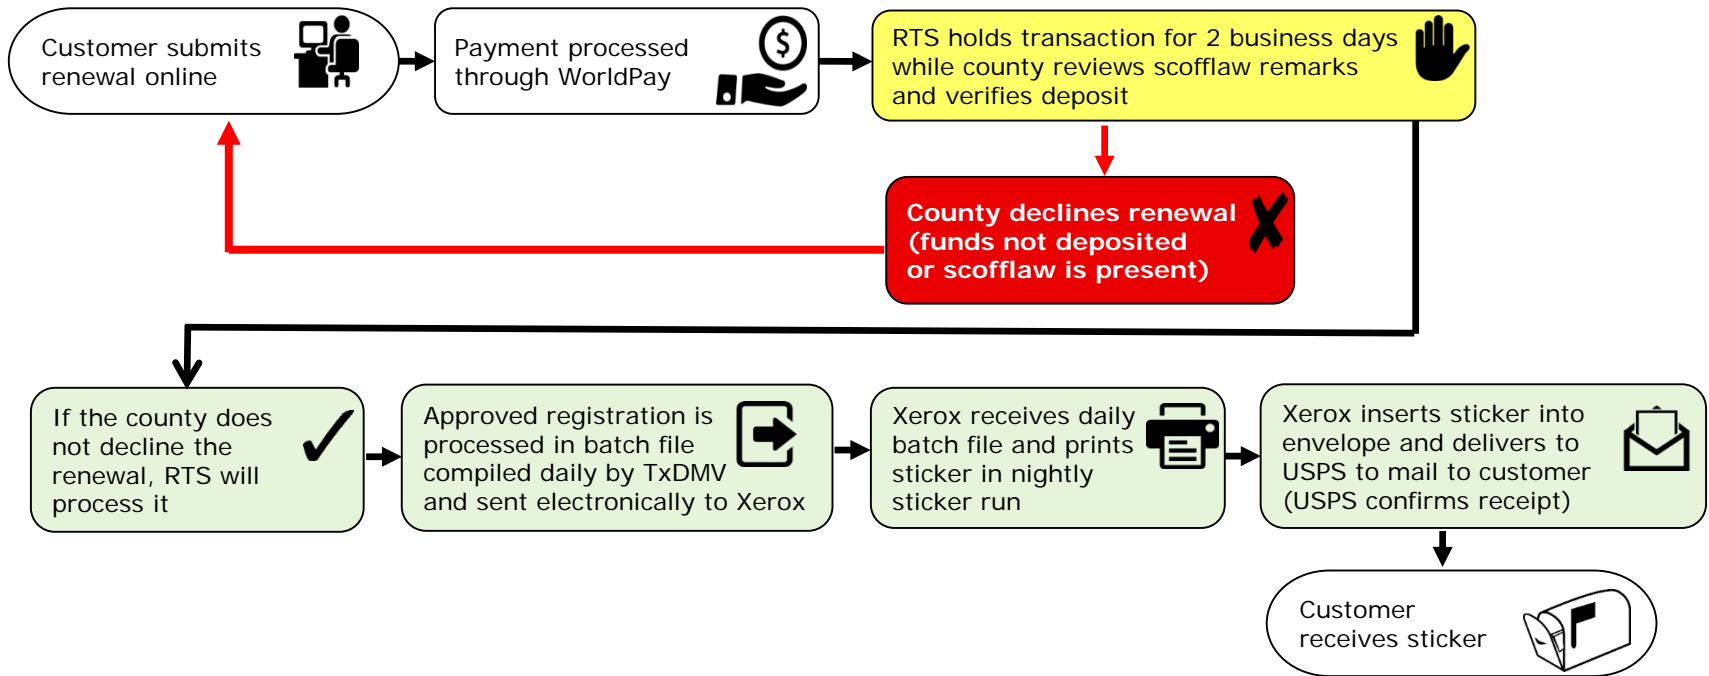 Customer submits
renewal online
Payment processed
through WorldPay
$
RTS holds transaction for 2 business days
while county reviews scofflaw remarks
and verifies deposit
County declines renewal
(funds not deposited
or scofflaw is present)
If the county does
not decline the
renewal, RTS will
process it
Approved registration is
processed in batch file
compiled daily by TxDMV
and sent electronically to Xerox
Xerox receives daily
batch file and prints
sticker in nightly
sticker run
Xerox inserts sticker into
envelope and delivers to
USPS to mail to customer
(USPS confirms receipt)
Customer
receives sticker